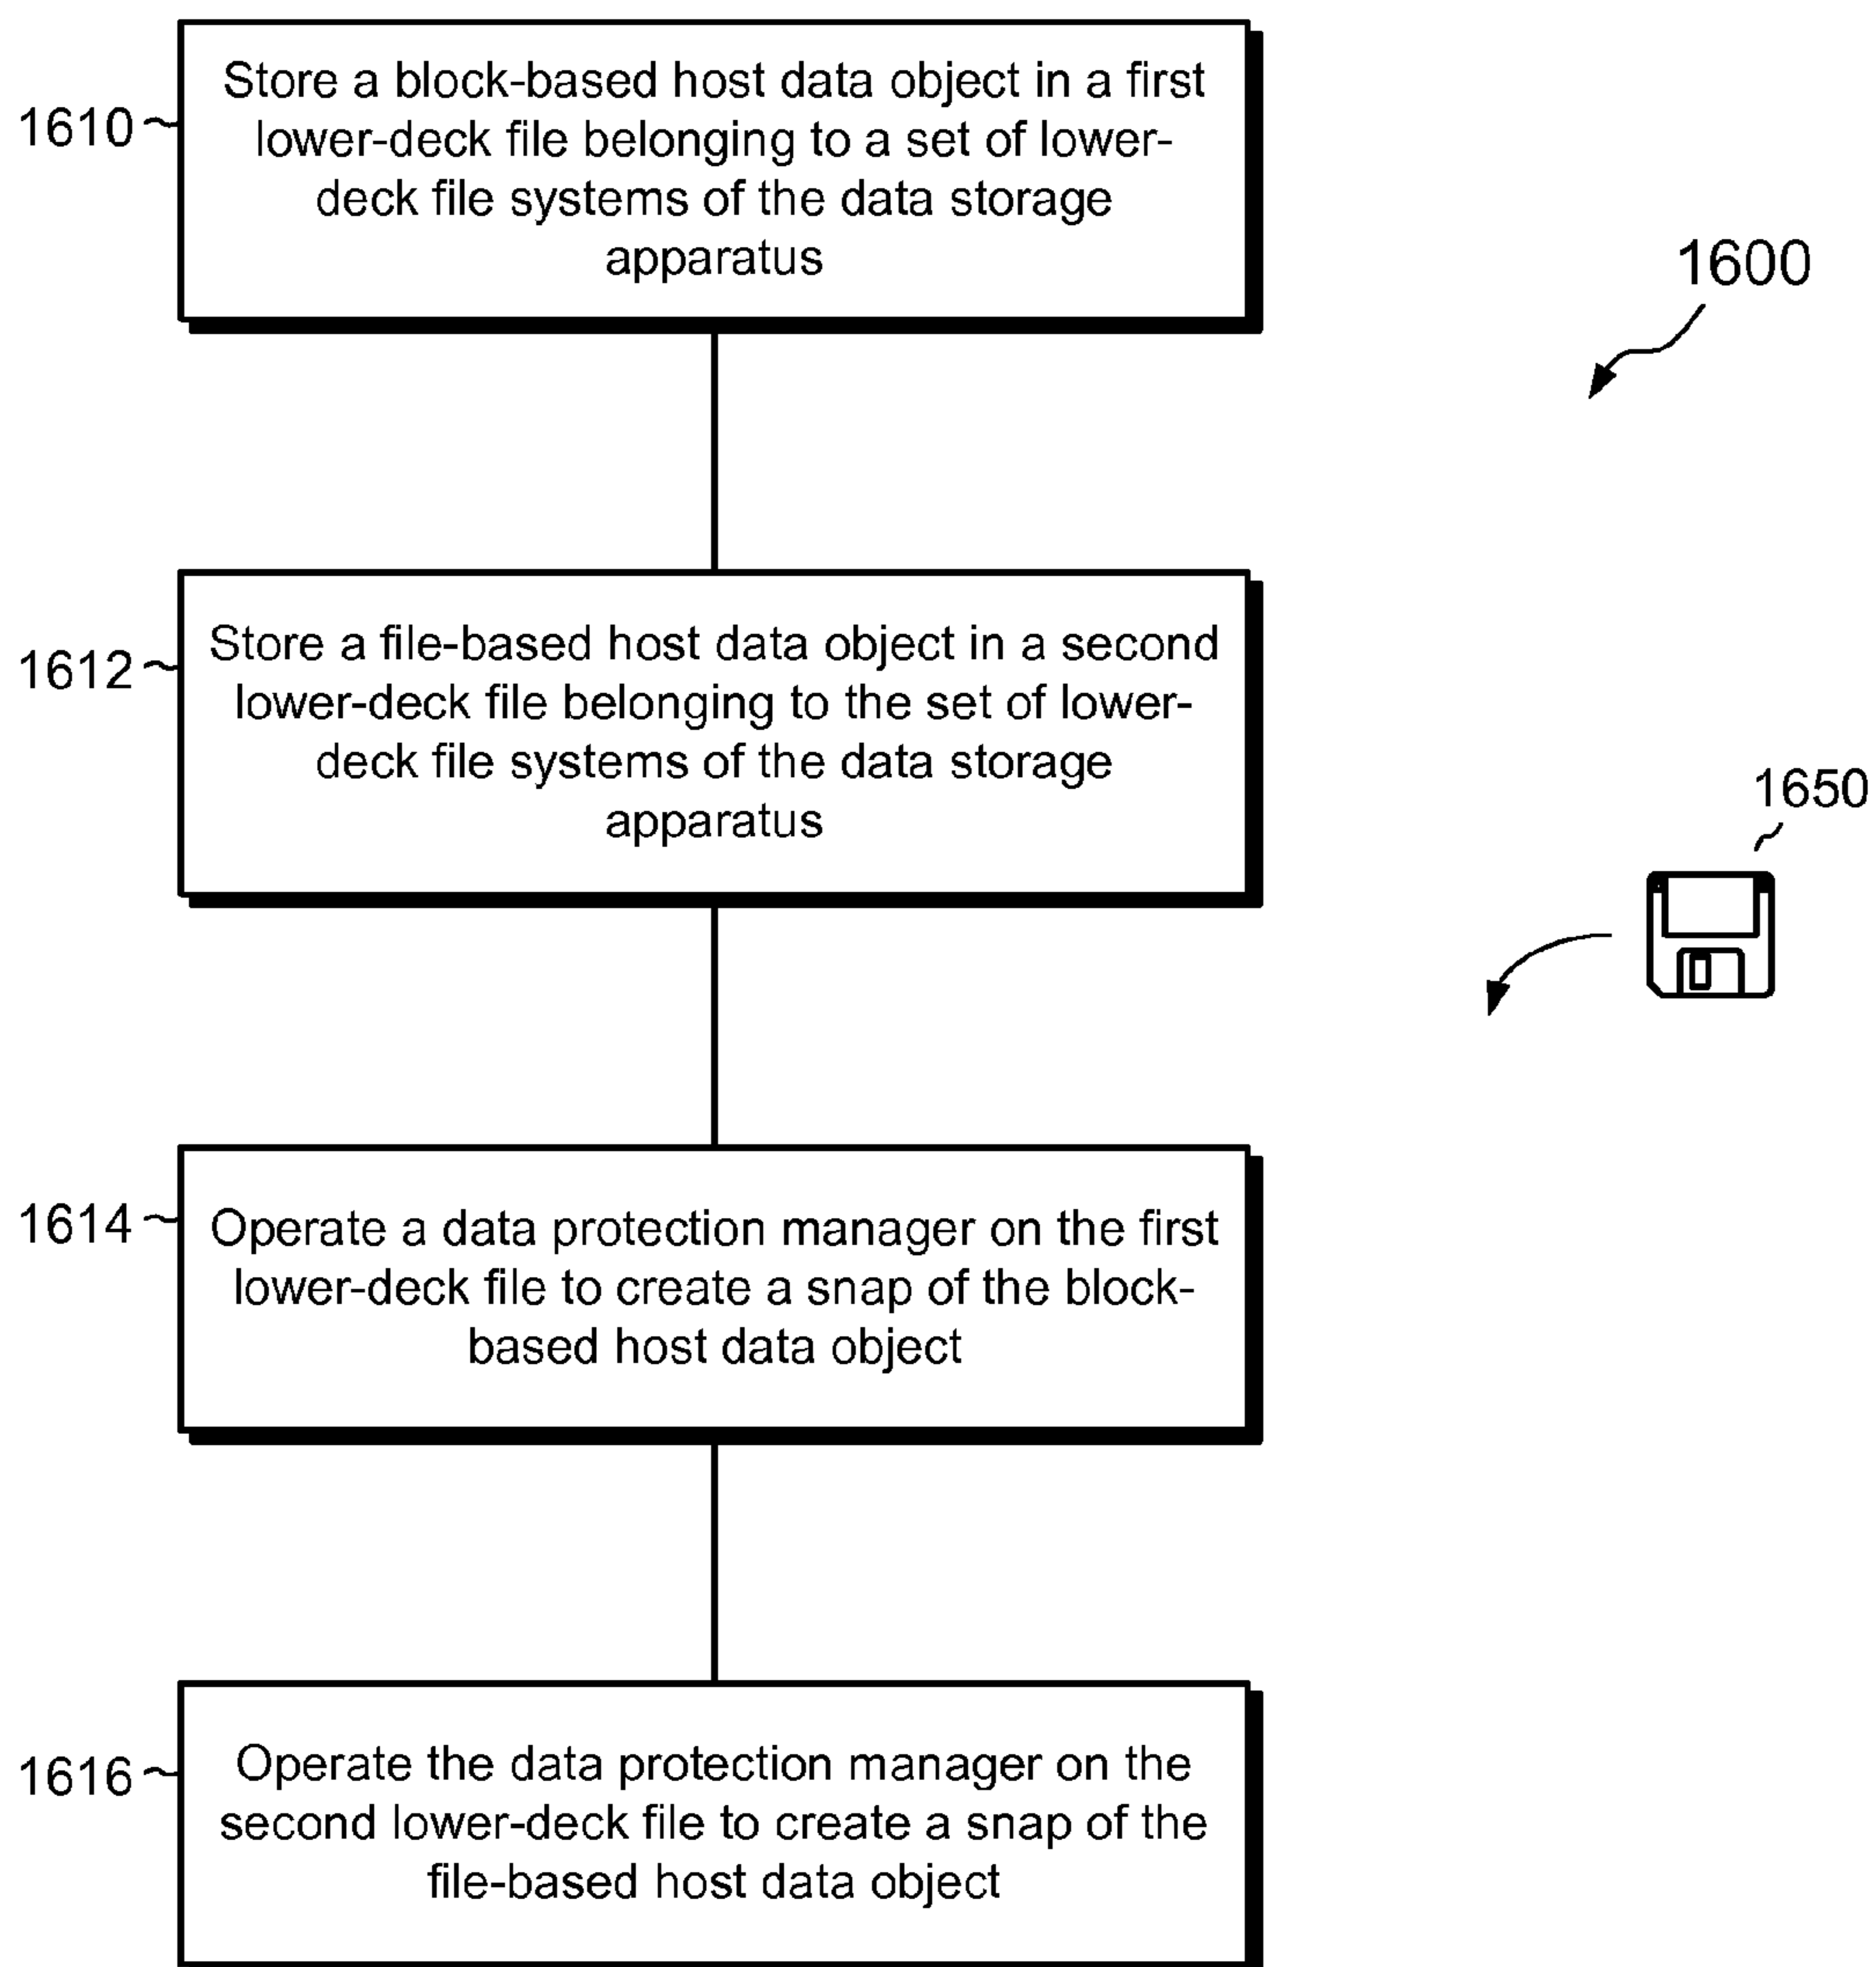 1610
Store a block-based host data object in a first
lower-deck file belonging to a set of lower-
deck file systems of the data storage
apparatus
1600
1612
Store a file-based host data object in a second
lower-deck file belonging to the set of lower-
deck file systems of the data storage
apparatus
1650
1614
Operate a data protection manager on the first
lower-deck file to create a snap of the block-
based host data object
1616
Operate the data protection manager on the
second lower-deck file to create a snap of the
file-based host data object